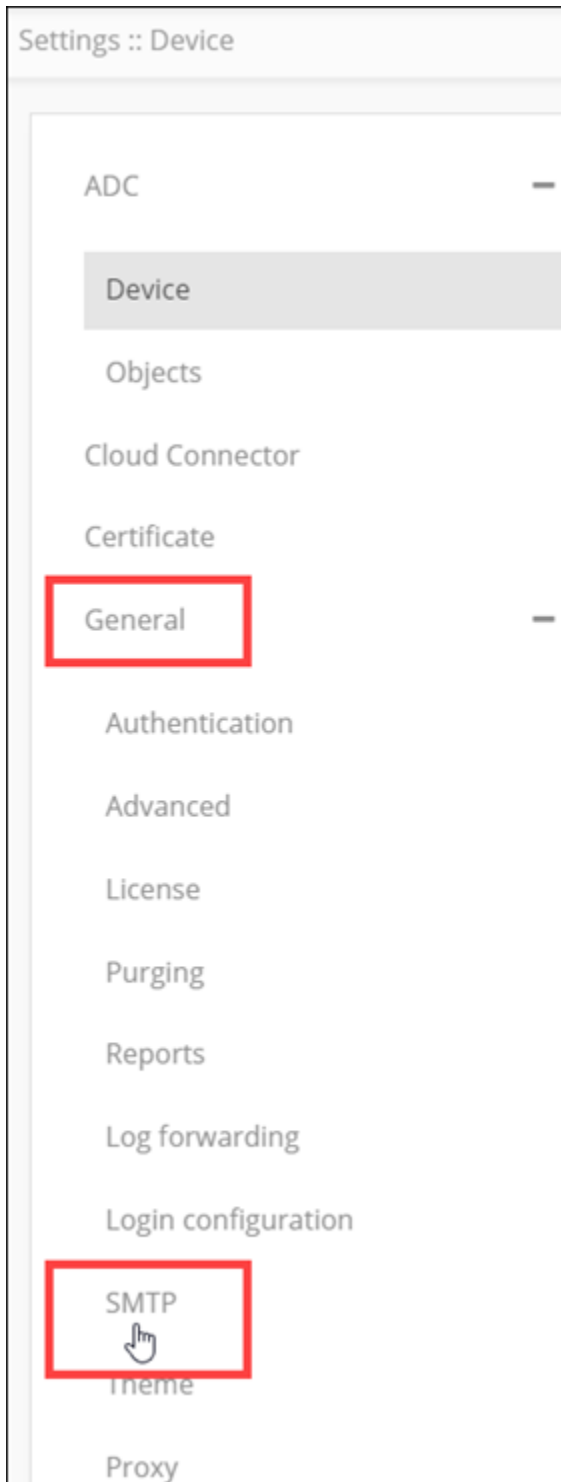 Settings :: Device
ADC
Device
Objects
Cloud Connector
Certificate
General
Authentication
Advanced
License
Purging
Reports
Log forwarding
Login configuration
SMTP
Theme
Proxy